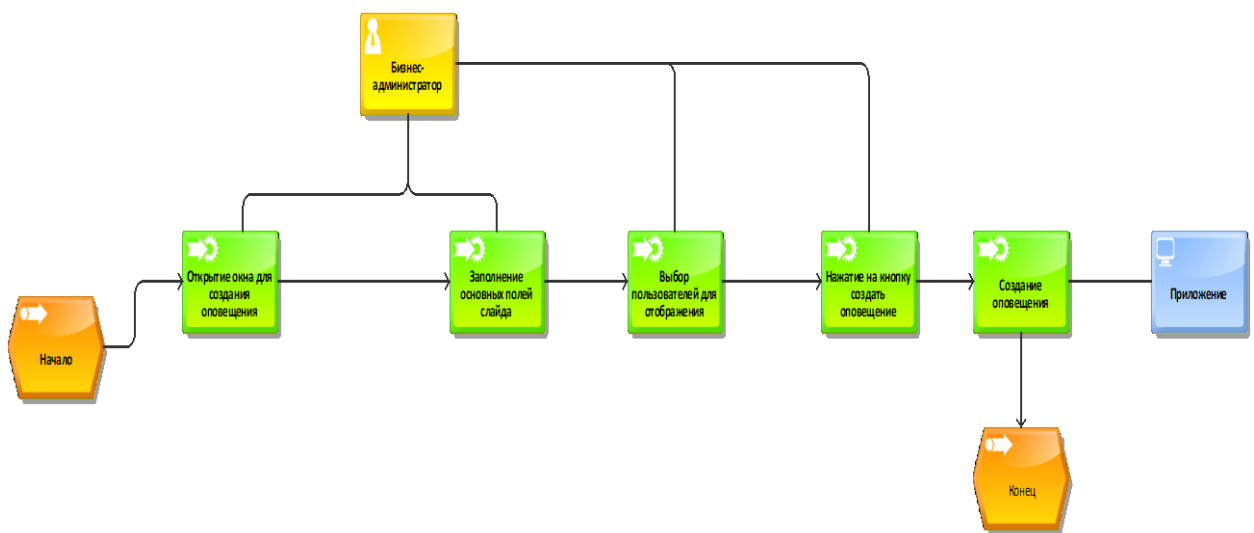 Бизнес-
администратор
Открытие окна для
создания
оповещения
Заполнение
основных полей
слайда
Выбор
пользователей для
отображения
Нажатие на кнопку
создать
оповещение
Создание
оповещения
Приложение
Начало
Конец